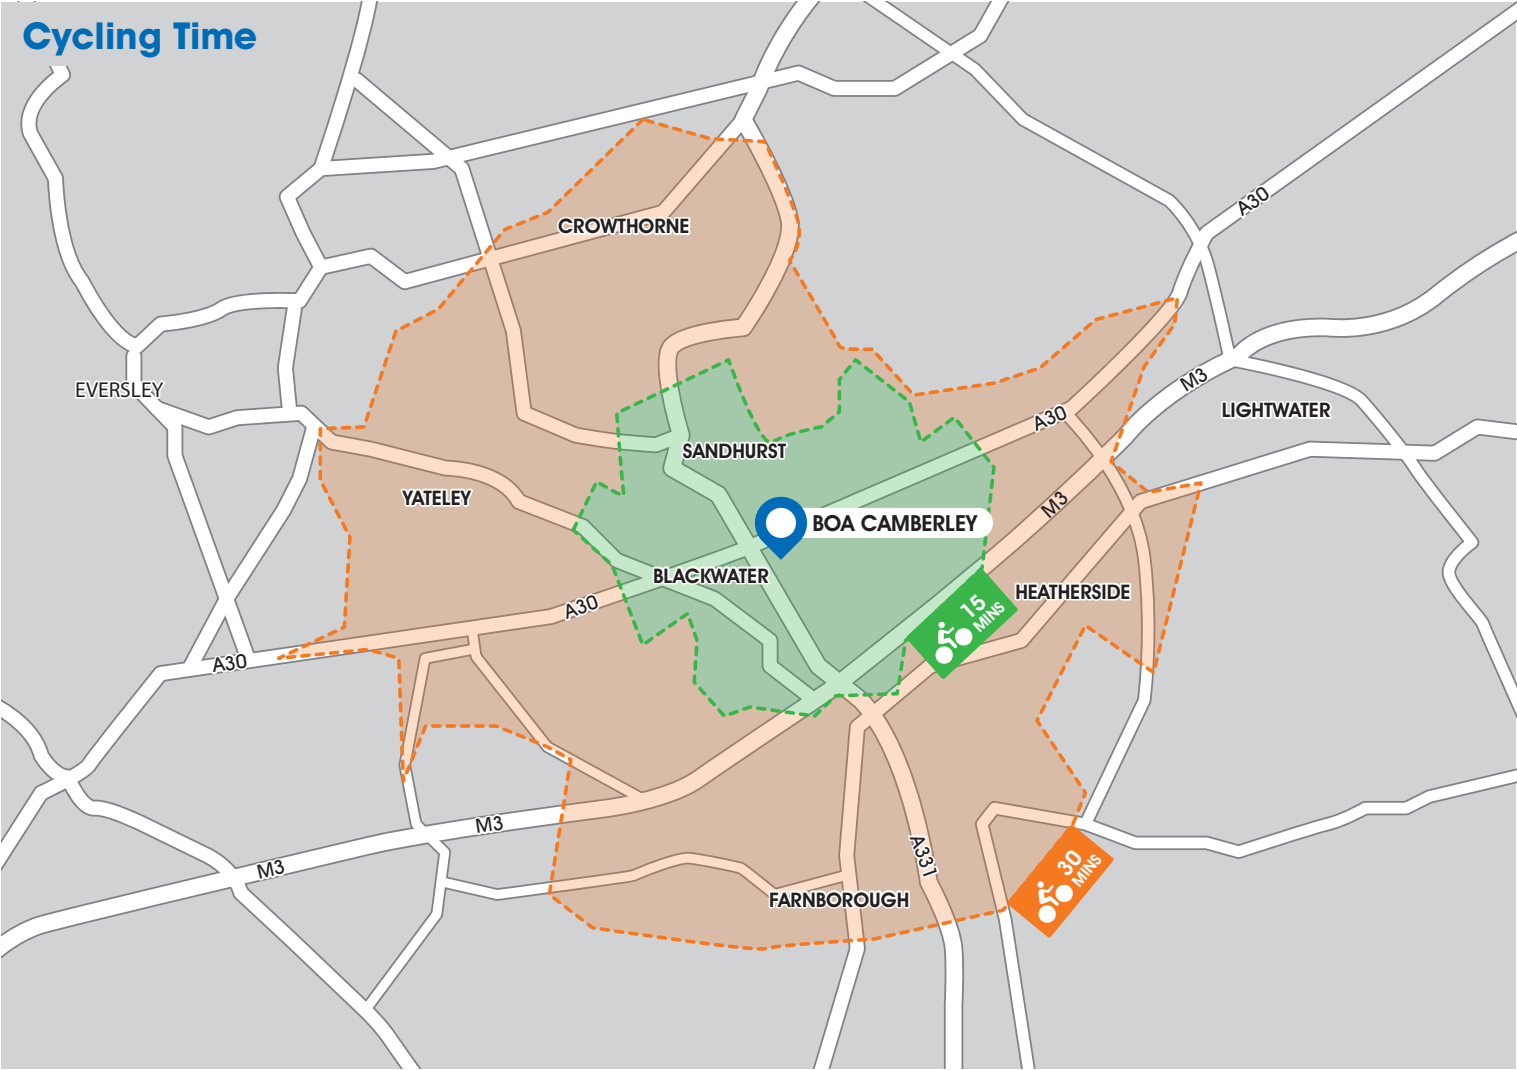 Cycling Time
A30
CROWTHORNE
M3
EVERSLEY
LIGHTWATER
A30
SANDHURST
YATELEY
M3
BOA CAMBERLEY
BLACKWATER
HEATHERSIDE
A30
15
MINS
A30
M3
A331
30
MINS
M3
FARNBOROUGH